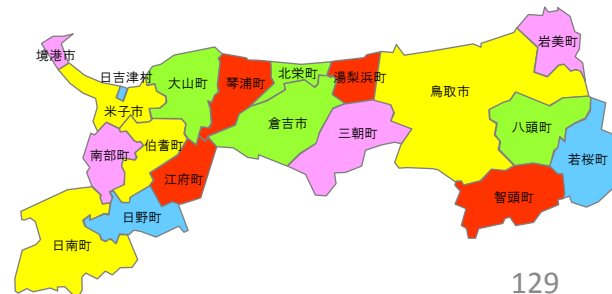 岩美町
境港市
北栄町
日吉津村
大山町
琴浦町
湯梨浜町
鳥取市
米子市
八頭町
倉吉市
三朝町
伯耆町
南部町
若桜町
江府町
智頭町
日野町
日南町
129